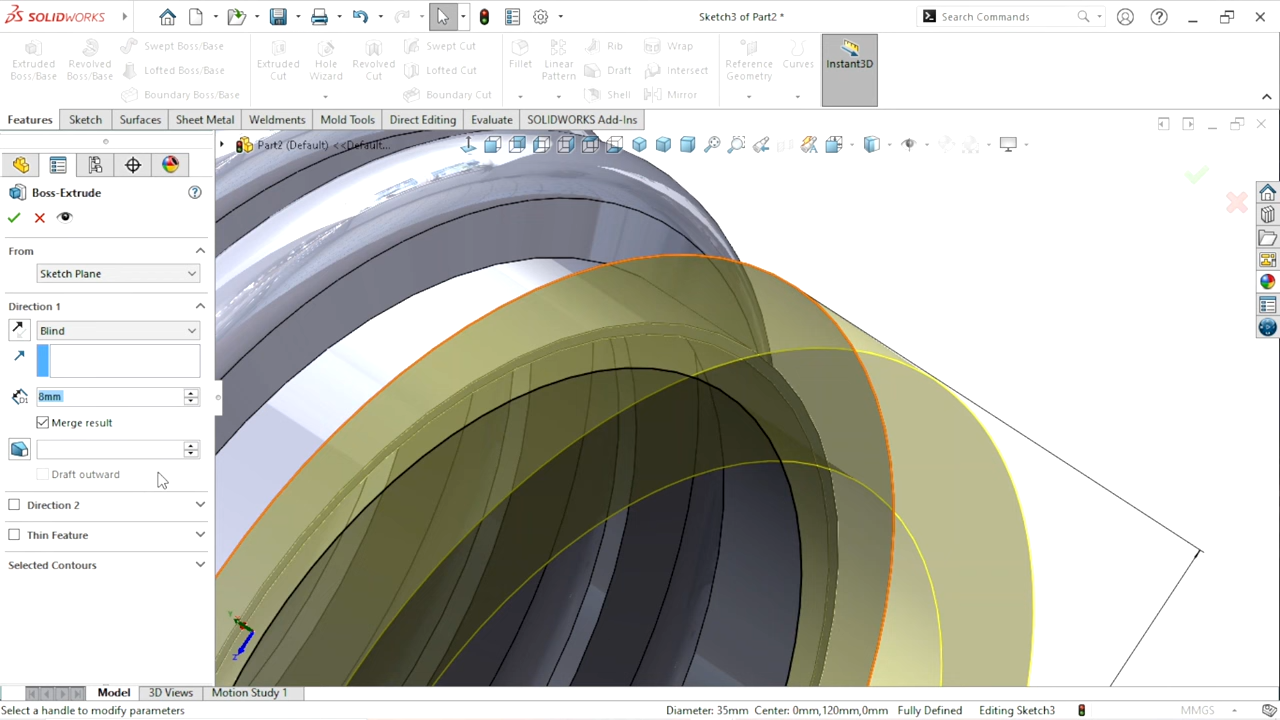 SOLIDWORKS
Sketch3 of Part2 *
Search Commands
Extruded Boss/Base
Revolved Boss/Base
Swept Boss/Base
Lofted Boss/Base
Boundary Boss/Base
Extruded Cut
Hole Wizard
Revolved Cut
Swept Cut
Lofted Cut
Boundary Cut
Fillet
Linear Pattern
Rib
Draft
Shell
Wrap
Intersect
Mirror
Reference Geometry
Curves
Instant3D
Features Sketch Surfaces Sheet Metal Weldments Mold Tools Direct Editing Evaluate SOLIDWORKS Add-Ins
Part2 (Default) <<Default...
Boss-Extrude
From
Sketch Plane
Direction 1
Blind
D1
8mm
Merge result
Draft outward
Direction 2
Thin Feature
Selected Contours
Y
Z
Model 3D Views Motion Study 1
Select a handle to modify parameters
Diameter: 35mm Center: 0mm,120mm,0mm Fully Defined Editing Sketch3 MMGS